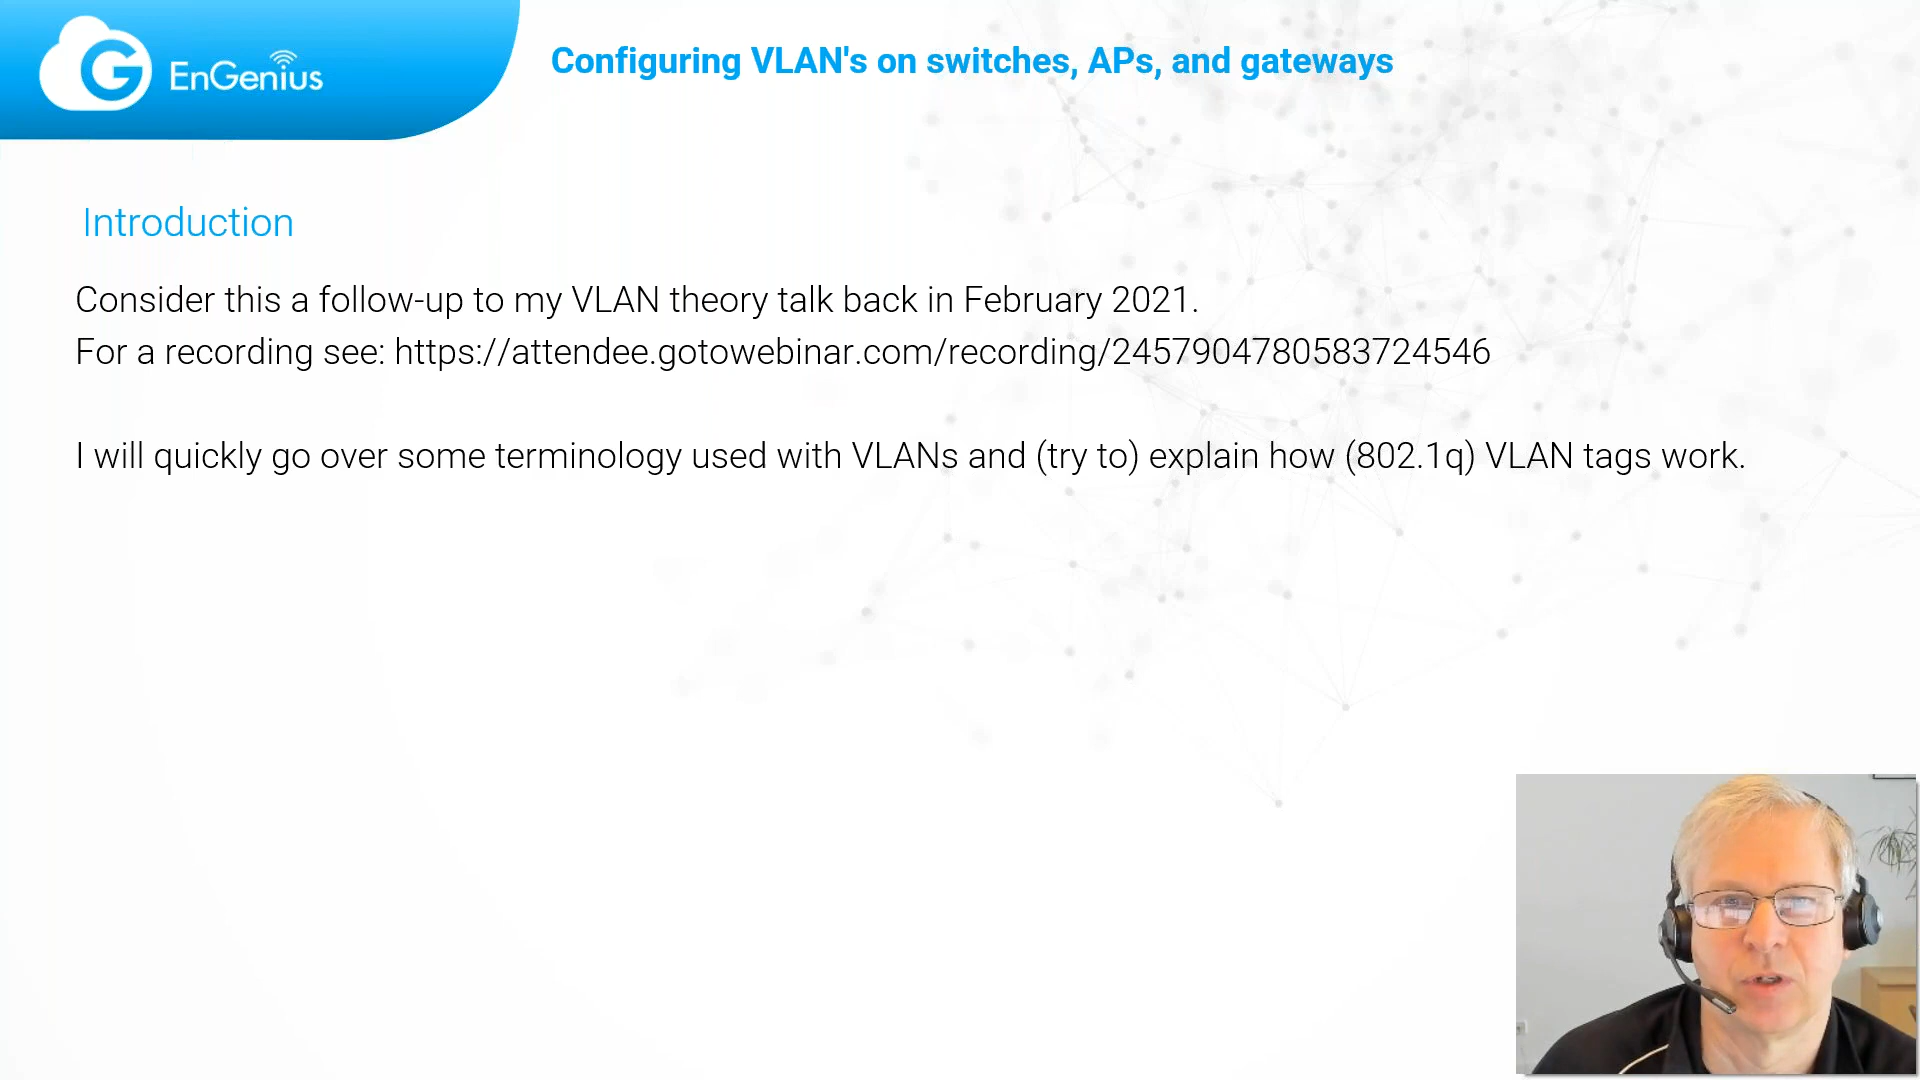 EnGenius
Configuring VLAN's on switches, APs, and gateways
Introduction
Consider this a follow-up to my VLAN theory talk back in February 2021.
For a recording see: https://attendee.gotowebinar.com/recording/2457904780583724546
I will quickly go over some terminology used with VLANs and (try to) explain how (802.1q) VLAN tags work.